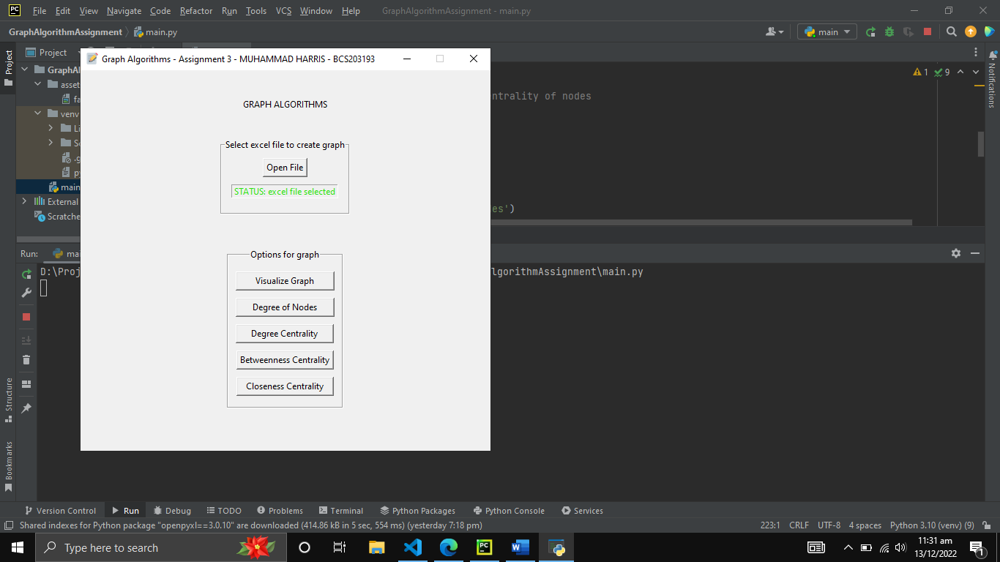 PC File Edit View Navigate Code Refactor Run Tools VCS Window Help GraphAlgorithmAssignment - main.py
GraphAlgorithmAssignment main.py main
Project
Project
Graph Algorithms - Assignment 3 - MUHAMMAD HARRIS - BCS203193
GRAPH ALGORITHMS
Select excel file to create graph
Open File
STATUS: excel file selected
Options for graph
Visualize Graph
Degree of Nodes
Degree Centrality
Betweenness Centrality
Closeness Centrality
GraphAl
asset
fa
venv
Li
Sc
.g
py
main
External
Scratche
1 9
ntrality of nodes
es')
Notifications
Run: mai
D:\Proj lgorithmAssignment\main.py
Structure
Bookmarks
Version Control Run Debug TODO Problems Terminal Python Packages Python Console Services
Shared indexes for Python package "openpyxl==3.0.10" are downloaded (414.86 kB in 5 sec, 554 ms) (yesterday 7:18 pm) 223:1 CRLF UTF-8 4 spaces Python 3.10 (venv) (9)
Type here to search PC W 11:31 am
13/12/2022 1